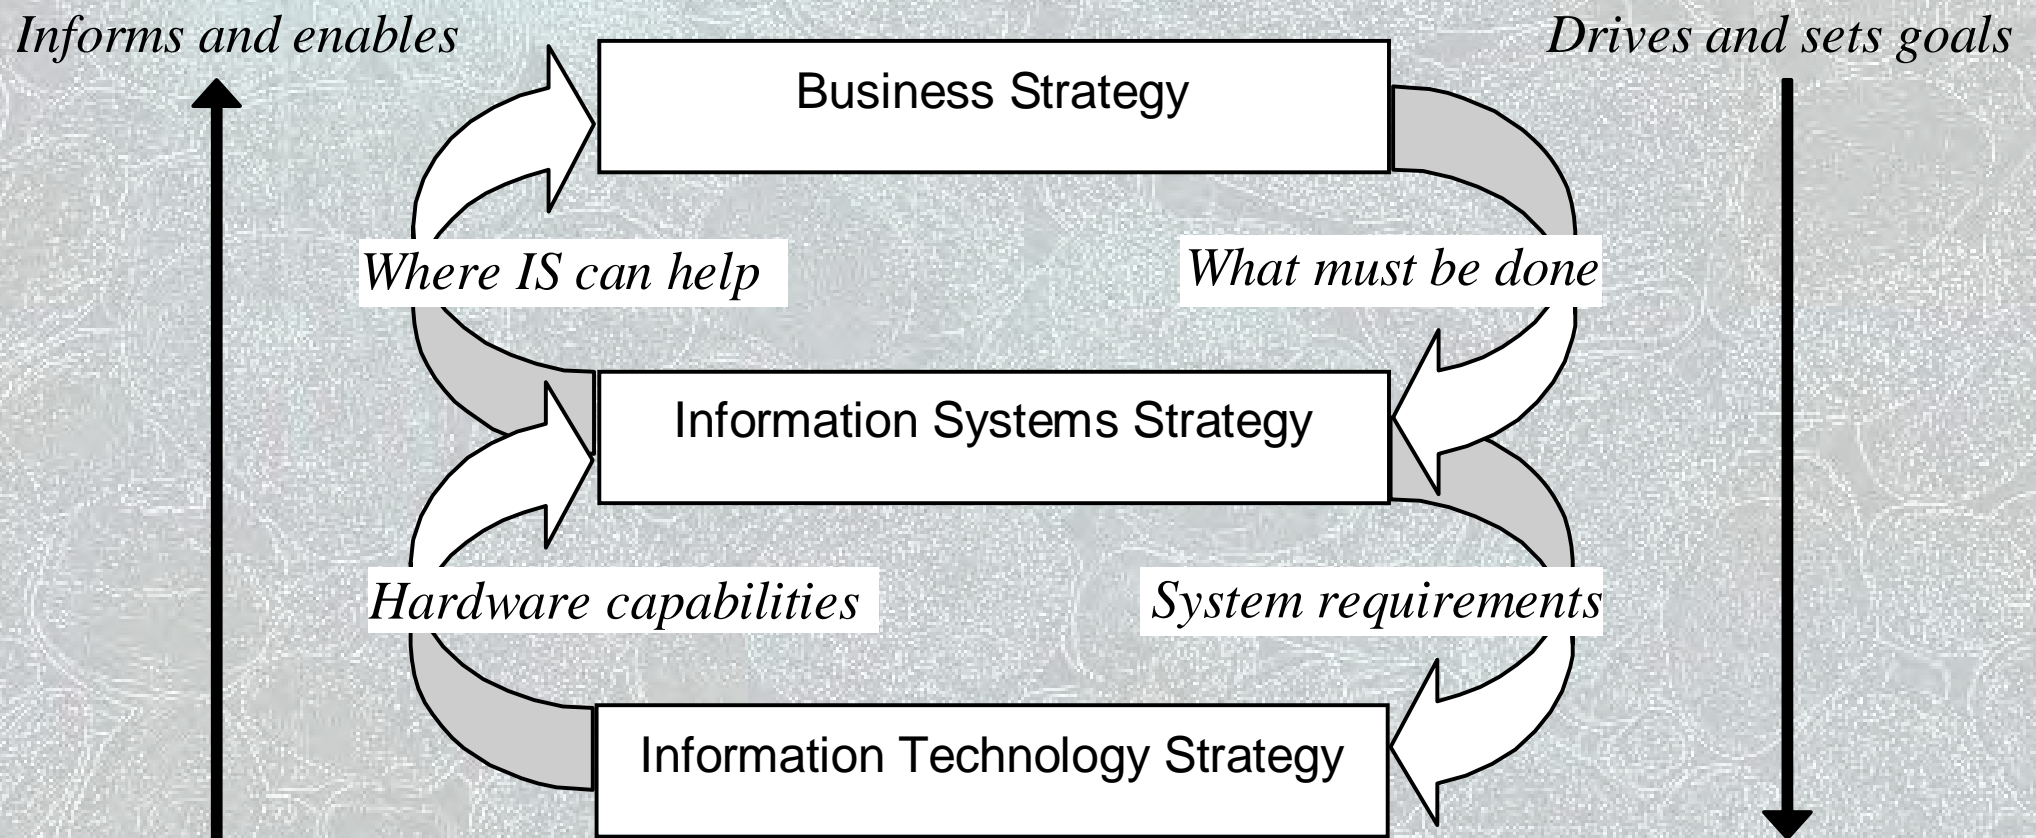 Informs and enables
Drives and sets goals
Business Strategy
Where IS can help
What must be done
Information Systems Strategy
Hardware capabilities
System requirements
Information Technology Strategy